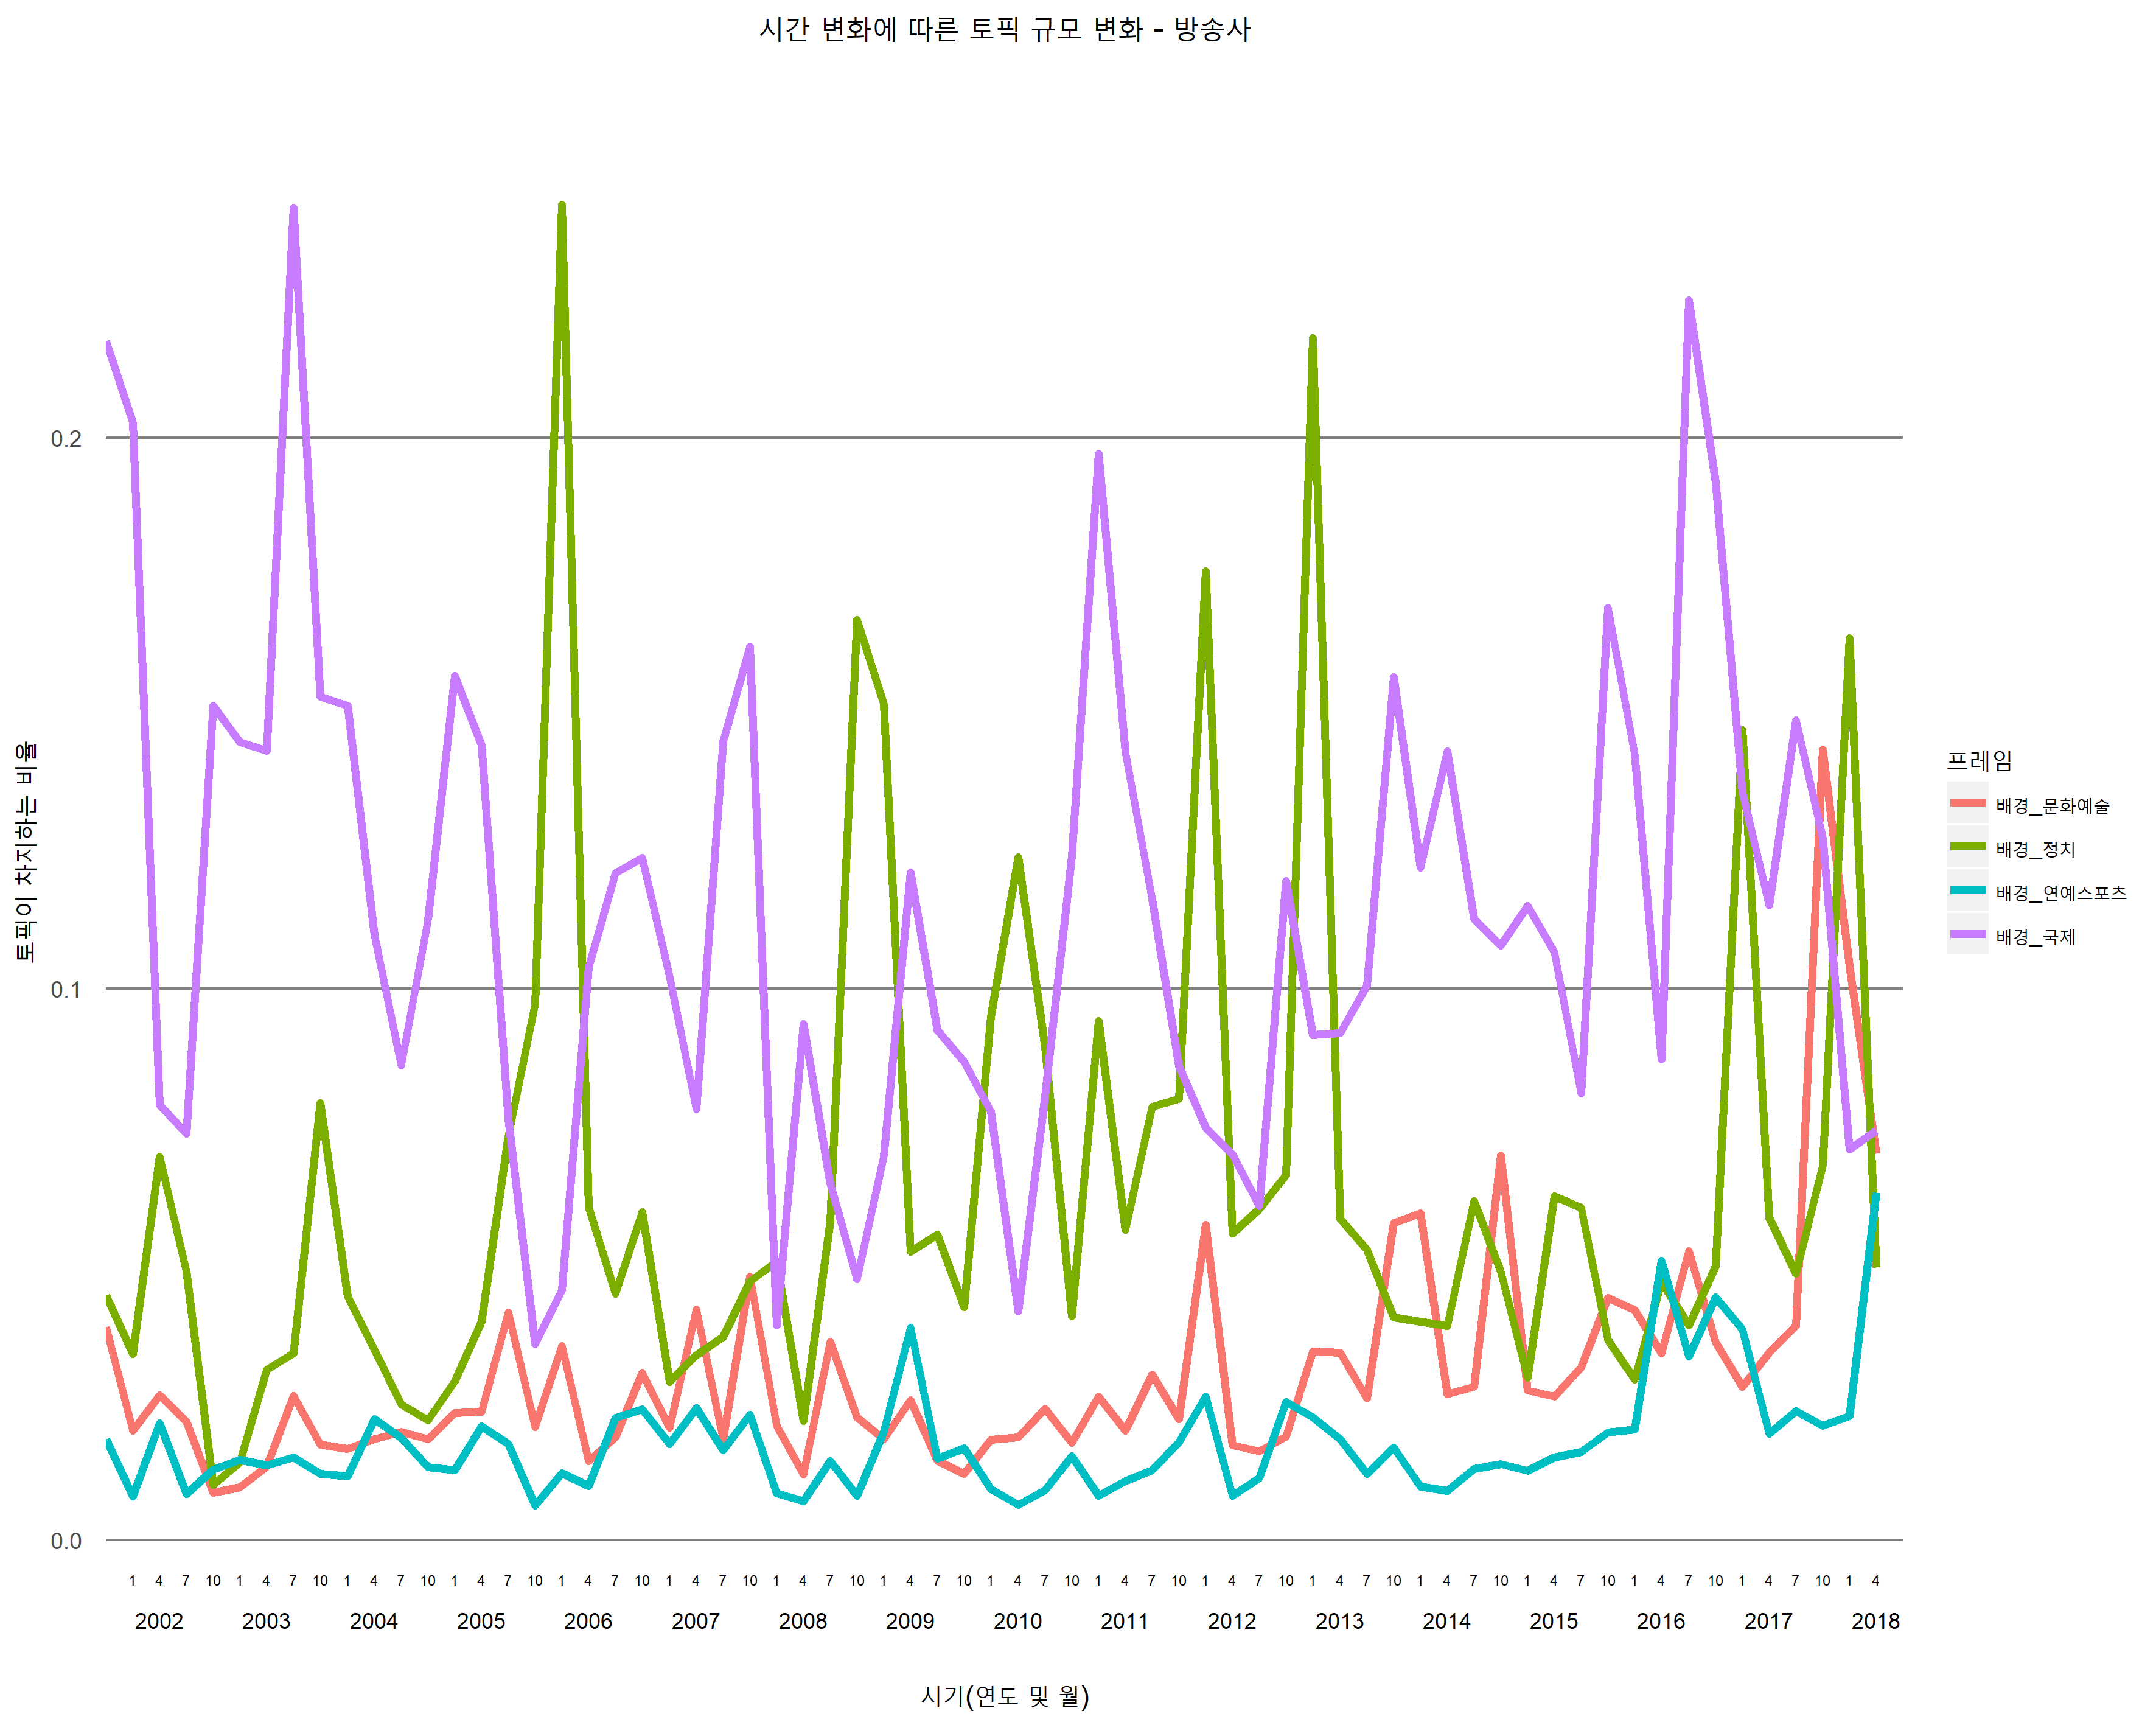 시간 변화에 따른 토픽 규모 변화 - 방송사
토픽이 차지하는 비율
0.2
0.1
0.0
프레임
배경_문화예술
배경_정치
배경_연예스포츠
배경_국제
1 4 7 10 1 4 7 10 1 4 7 10 1 4 7 10 1 4 7 10 1 4 7 10 1 4 7 10 1 4 7 10 1 4 7 10 1 4 7 10 1 4 7 10 1 4 7 10 1 4 7 10 1 4 7 10 1 4 7 10 1 4 7 10 1 4
2002 2003 2004 2005 2006 2007 2008 2009 2010 2011 2012 2013 2014 2015 2016 2017 2018
시기(연도 및 월)